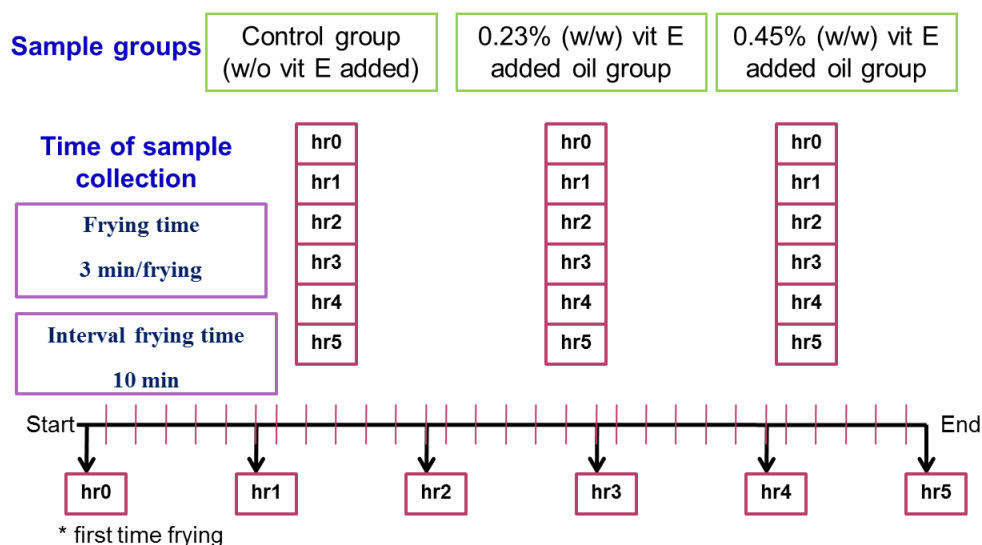 Sample groups
Control group
(w/o vit E added)
0.23% (w/w) vit E
added oil group
0.45% (w/w) vit E
added oil group
Time of sample
collection
Frying time
3 min/frying
Interval frying time
10 min
hr0
hr1
hr2
hr3
hr4
hr5
hr0
hr1
hr2
hr3
hr4
hr5
hr0
hr1
hr2
hr3
hr4
hr5
Start
End
hr0
hr1
hr2
hr3
hr4
hr5
* first time frying